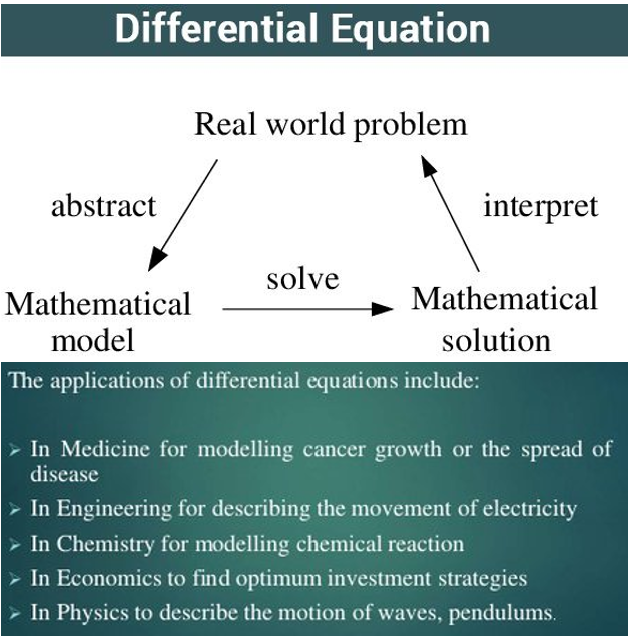 Differential Equation
Real world problem
abstract
interpret
solve
Mathematical
model
Mathematical
solution
The applications of differential equations include:
➢ In Medicine for modelling cancer growth or the spread of
disease
➢ In Engineering for describing the movement of electricity
➢ In Chemistry for modelling chemical reaction
➢ In Economics to find optimum investment strategies
➢ In Physics to describe the motion of waves, pendulums.